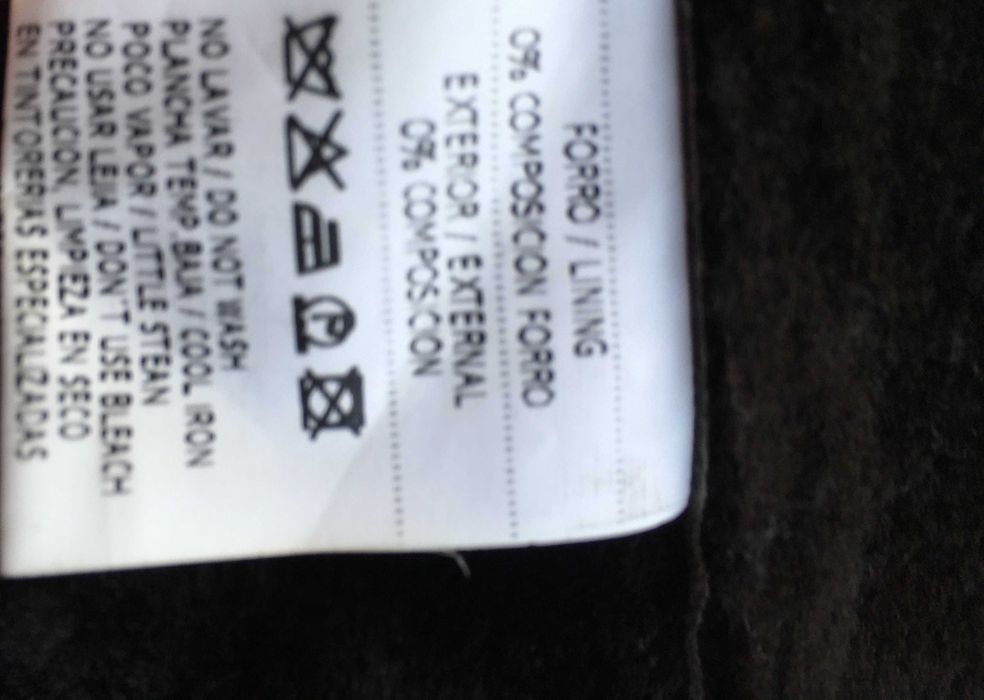 FORRO / LINING
0% COMPOSICION FORRO
EXTERIOR / EXTERNAL
0% COMPOSICION
NO LAVAR / DO NOT WASH
PLANCHA TEMP BAJA / COOL IRON
POCO VAPOR / LITTLE STEAN
NO USAR LEJIA / DON'T USE BLEACH
PRECAUCION, LIMPEZA EN SECO
EN TINTORERIAS ESPECIALIZADAS